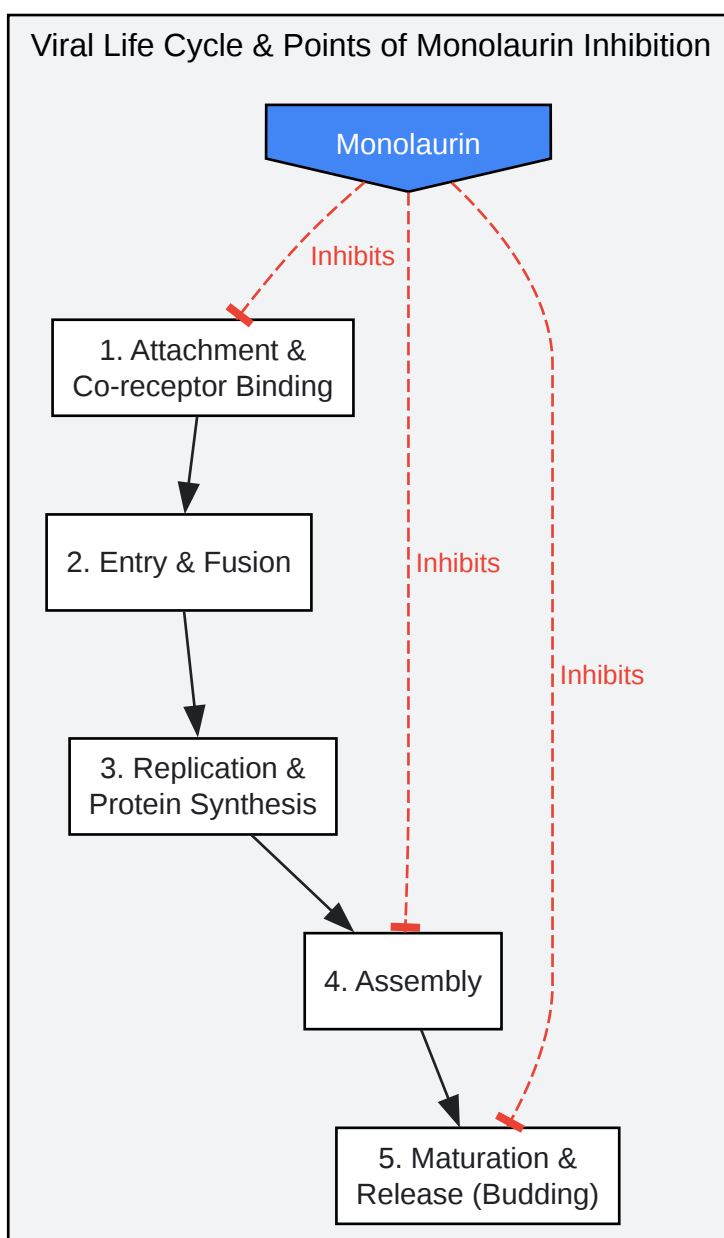 Viral Life Cycle & Points of Monolaurin Inhibition
Monolaurin
Inhibits
1. Attachment &
Co-receptor Binding
2. Entry & Fusion
Inhibits
Inhibits
3. Replication &
Protein Synthesis
4. Assembly
5. Maturation &
Release (Budding)